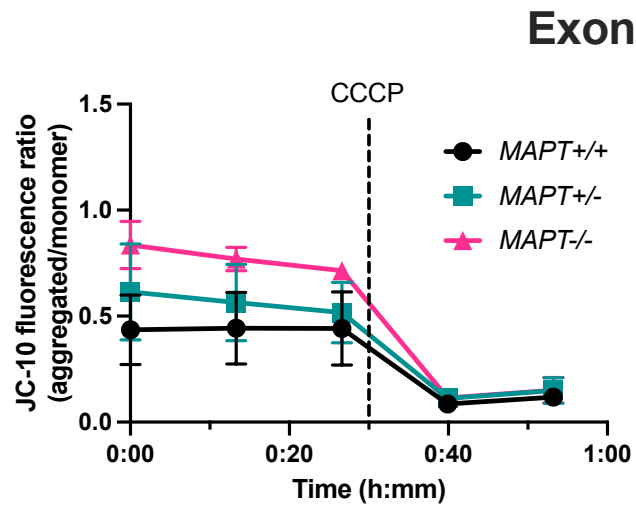 Exon
CCCP
JC-10 fluorescence ratio
(aggregated/monomer)
1.5
1.0
0.5
0.0
MAPT+/+
MAPT+/-
MAPT-/-
0:00
0:20
0:40
1:00
Time (h:mm)